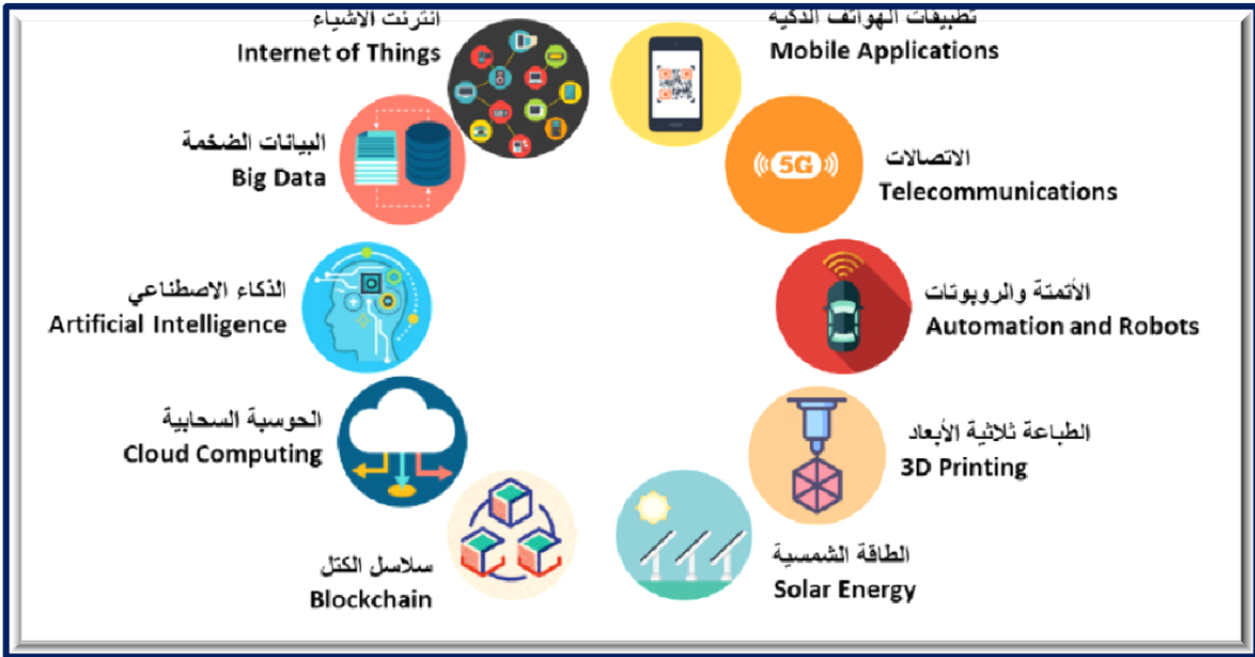 انترنت الاشياء
Internet of Things
تطبيقات الهواتف الذكية
Mobile Applications
البيانات الضخمة
Big Data
5G
الاتصالات
Telecommunications
الذكاء الاصطناعي
Artificial Intelligence
الأتمتة والروبوتات
Automation and Robots
الحوسبة السحابية
Cloud Computing
الطباعة ثلاثية الأبعاد
3D Printing
سلاسل الكتل
Blockchain
الطاقة الشمسية
Solar Energy